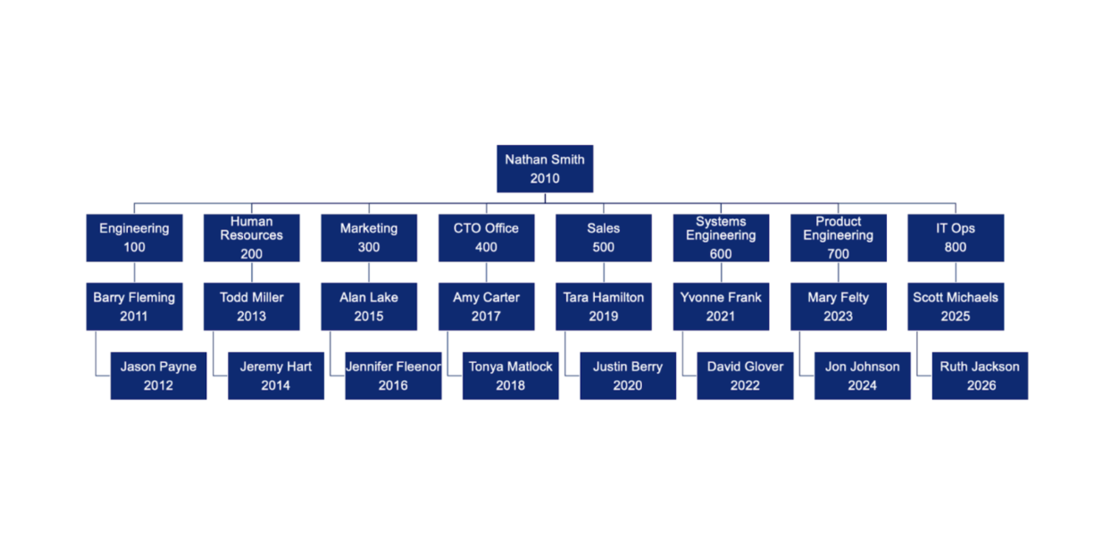 Nathan Smith
2010
Engineering
100
Human
Resources
200
Marketing
300
CTO Office
400
Sales
500
Systems
Engineering
600
Product
Engineering
700
IT Ops
800
Barry Fleming
2011
Todd Miller
2013
Alan Lake
2015
Amy Carter
2017
Tara Hamilton
2019
Yvonne Frank
2021
Mary Felty
2023
Scott Michaels
2025
Jason Payne
2012
Jeremy Hart
2014
Jennifer Fleenor
2016
Tonya Matlock
2018
Justin Berry
2020
David Glover
2022
Jon Johnson
2024
Ruth Jackson
2026